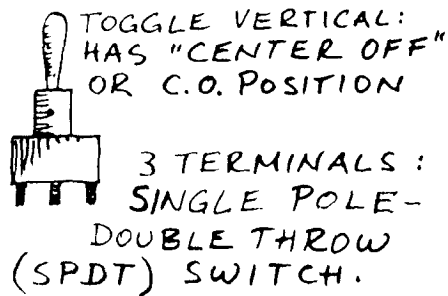 TOGGLE VERTICAL:
HAS "CENTER OFF"
OR C.O. POSITION
3 TERMINALS:
SINGLE POLE-
DOUBLE THROW
(SPDT) SWITCH.